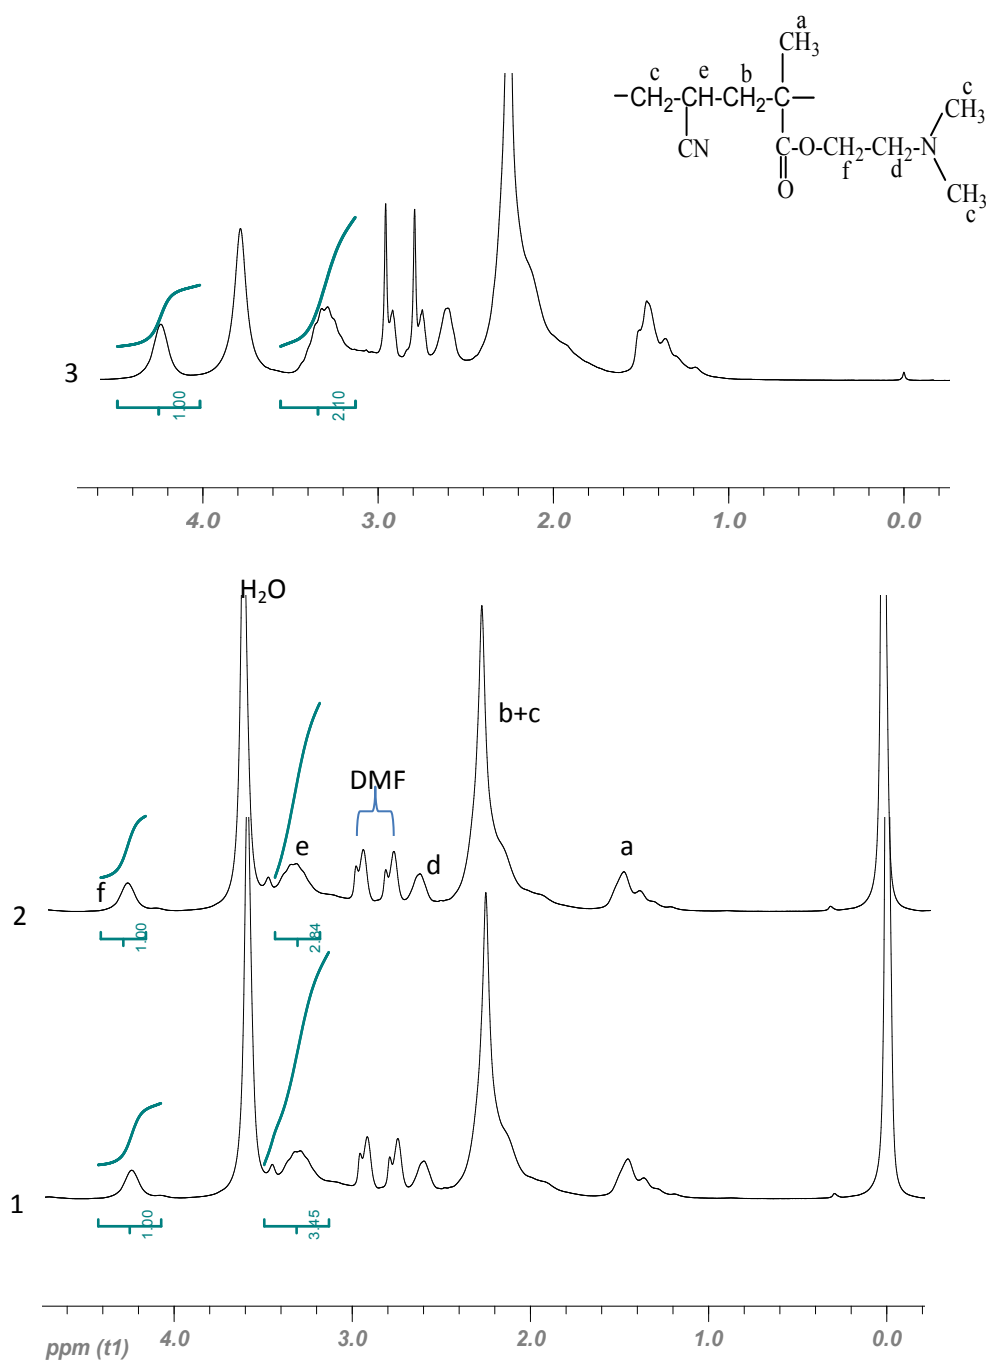 a
CH3
c e b
-CH2-CH-CH2-C-
c
CH3
CN
C-O-CH2-CH2-N
f d
O
CH3
c
3
1.00
2.10
4.0 3.0 2.0 1.0 0.0
H2O
b+c
DMF
e
d
a
f
2
1.00
2.84
1
1.00
3.45
4.0 3.0 2.0 1.0 0.0
ppm (t1)